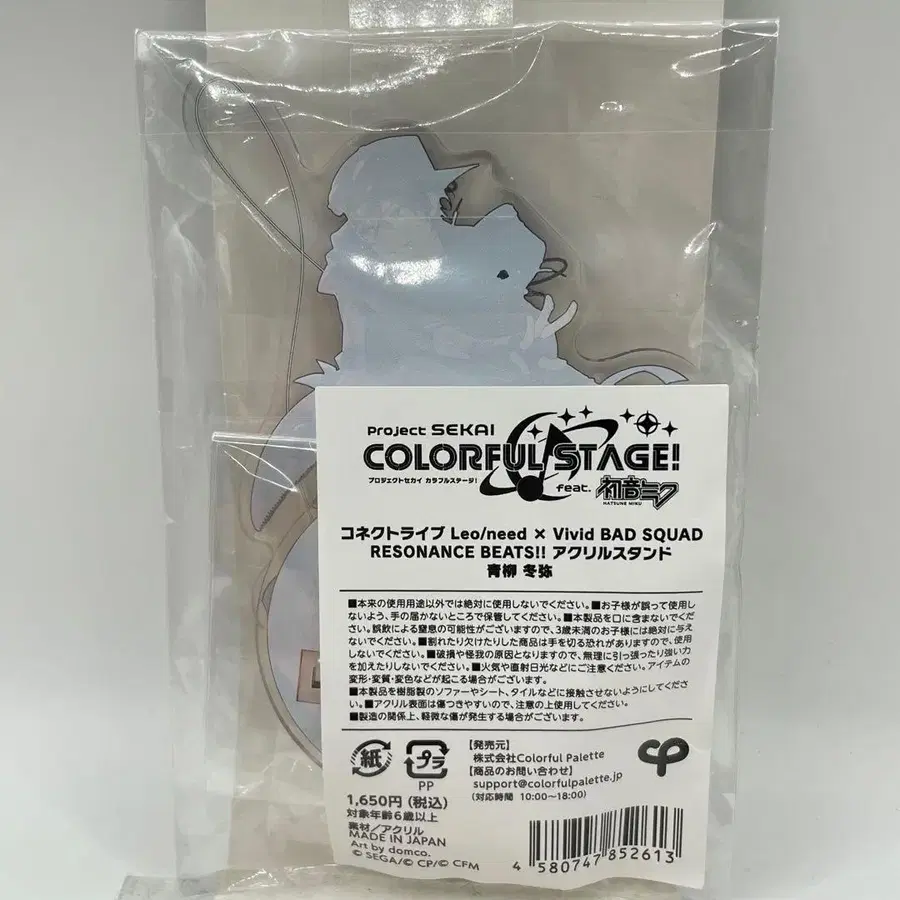 Project SEKAI
COLORFUL STAGE!
プロジェクトセカイ カラフルステージ！
feat. 初音ミク
HATSUNE MIKU
コネクトライブ Leo/need × Vivid BAD SQUAD
RESONANCE BEATS!! アクリルスタンド
青柳 冬弥
■本来の使用用途以外では絶対に使用しないでください。■お子様が誤って使用し
ないよう、手の届かないところで保管してください。■本製品を口に含まないでくだ
さい。誤飲による窒息の可能性がございますので、3歳未満のお子様には絶対に与え
ないでください。■割れたり欠けたりした商品は手を切る恐れがありますので、使用
しないでください。■破損や怪我の原因となりますので、無理に引っ張ったり強い力
を加えたりしないでください。■火気や直射日光などにご注意ください。アイテムの
変形・変質・変色などが起こる場合がございます。
■本製品を樹脂製のソファーやシート、タイルなどに接触させないようにしてくださ
い。■アクリル表面は傷つきやすいので、注意の上使用してください。
■製造の関係上、軽微な傷が発生する場合がございます。
紙
プラ
PP
【発売元】
株式会社Colorful Palette
【商品のお問い合わせ】
support@colorfulpalette.jp
(対応時間 10:00～18:00)
cp
1,650円（税込）
対象年齢6歳以上
素材/アクリル
MADE IN JAPAN
Art by domco.
© SEGA/© CP/© CFM
4 580747 852613